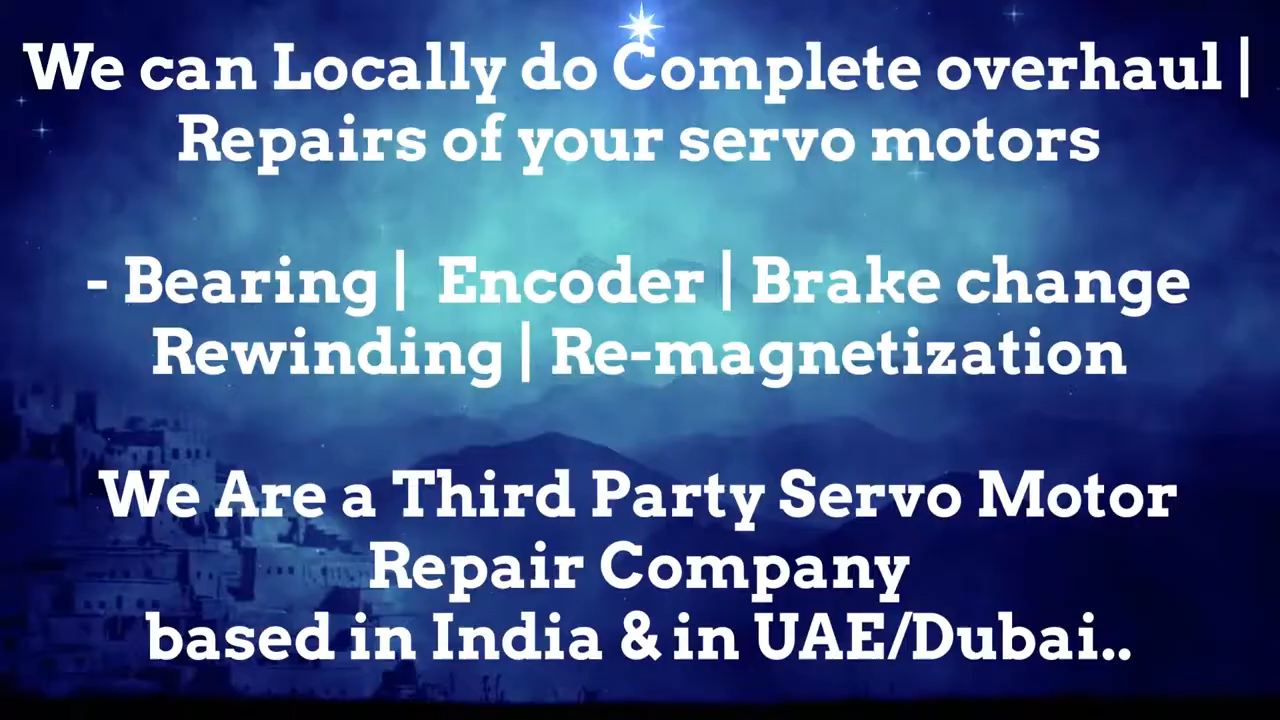 We can Locally do Complete overhaul |
Repairs of your servo motors
- Bearing | Encoder | Brake change
Rewinding | Re-magnetization
We Are a Third Party Servo Motor
Repair Company
based in India & in UAE/Dubai..